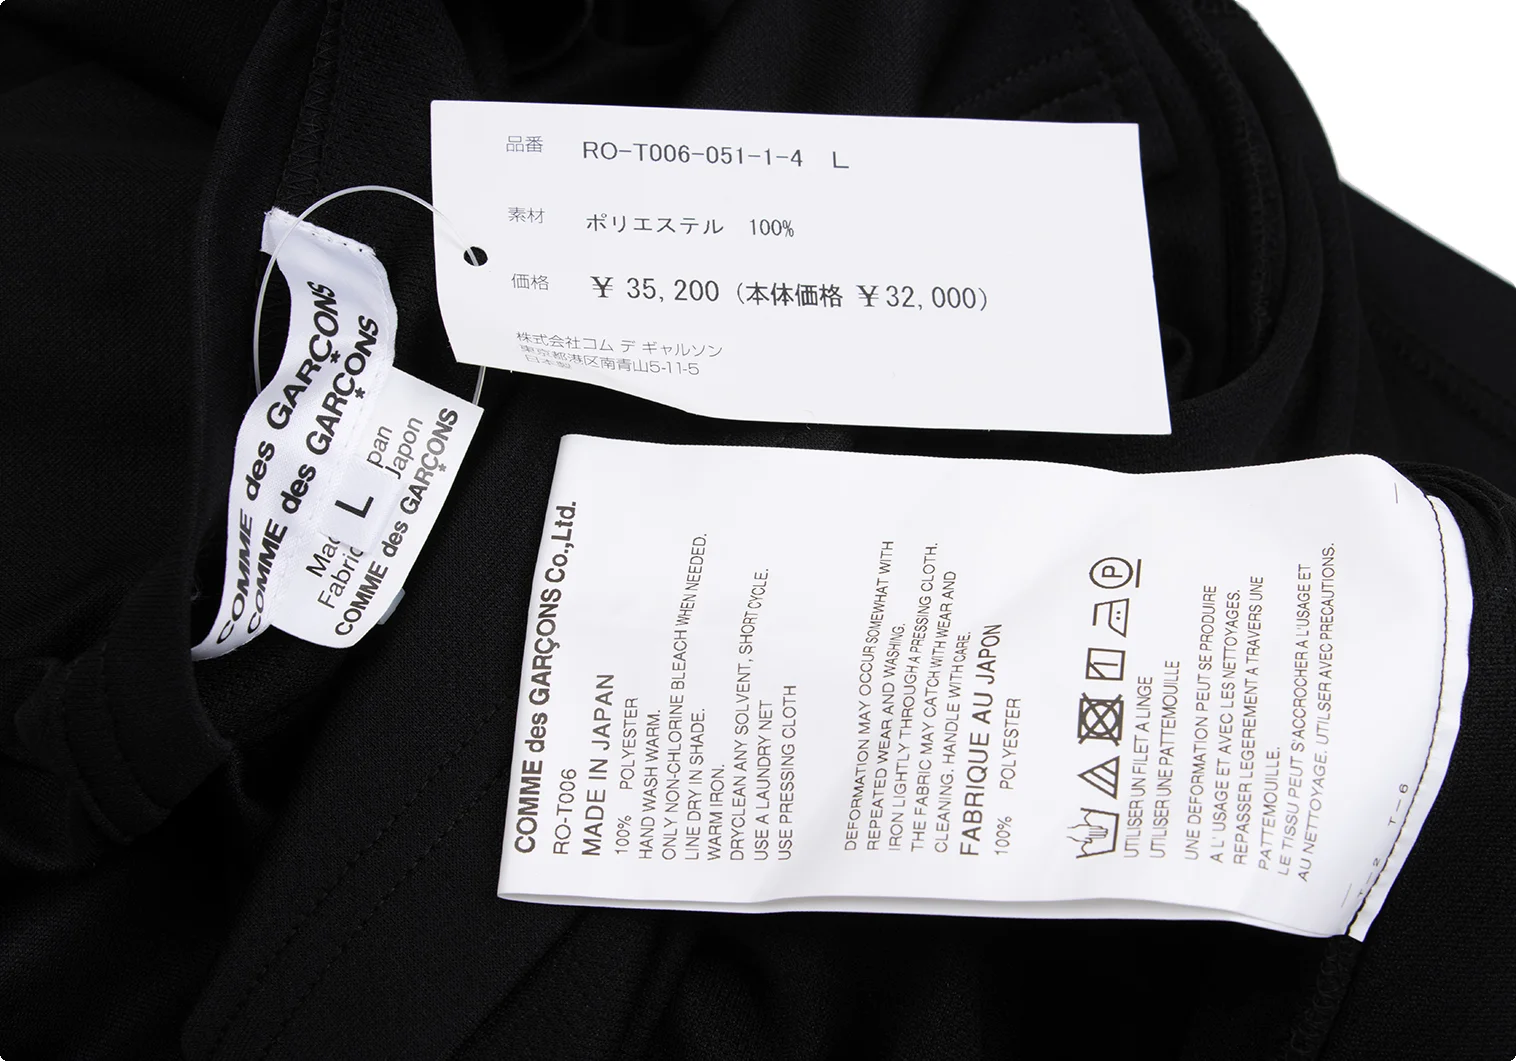 品番 RO-T006-051-1-4 L
素材 ポリエステル 100%
価格 ¥ 35,200 (本体価格 ¥32,000)
株式会社コム デ ギャルソン
東京都港区南青山5-11-5
日本製
COMME des GARÇONS
COMME des GARÇONS
L
pan
Japon
Fabric
COMME des GARÇONS
COMME des GARÇONS Co.,Ltd.
RO-T006
MADE IN JAPAN
100% POLYESTER
HAND WASH WARM.
ONLY NON-CHLORINE BLEACH WHEN NEEDED.
LINE DRY IN SHADE.
WARM IRON.
DRYCLEAN ANY SOLVENT, SHORT CYCLE.
USE A LAUNDRY NET
USE PRESSING CLOTH
DEFORMATION MAY OCCUR SOMEWHAT WITH
REPEATED WEAR AND WASHING.
IRON LIGHTLY THROUGH A PRESSING CLOTH.
THE FABRIC MAY CATCH WITH WEAR AND
CLEANING. HANDLE WITH CARE.
FABRIQUE AU JAPON
100% POLYESTER
P
UTILISER UN FILET A LINGE
UTILISER UNE PATTEMOUILLE
UNE DEFORMATION PEUT SE PRODUIRE
A L' USAGE ET AVEC LES NETTOYAGES.
REPASSER LEGEREMENT A TRAVERS UNE
PATTEMOUILLE.
LE TISSU PEUT S'ACCROCHER A L'USAGE ET
AU NETTOYAGE. UTILISER AVEC PRECAUTIONS.
T-2 T-6